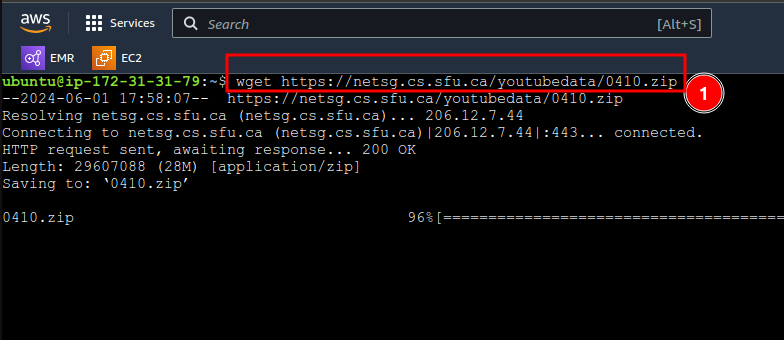 aws Services Search [Alt+S]
EMR EC2
ubuntu@ip-172-31-31-79:~$ wget https://netsg.cs.sfu.ca/youtubedata/0410.zip
1
--2024-06-01 17:58:07--  https://netsg.cs.sfu.ca/youtubedata/0410.zip
Resolving netsg.cs.sfu.ca (netsg.cs.sfu.ca)... 206.12.7.44
Connecting to netsg.cs.sfu.ca (netsg.cs.sfu.ca)|206.12.7.44|:443... connected.
HTTP request sent, awaiting response... 200 OK
Length: 29607088 (28M) [application/zip]
Saving to: ‘0410.zip’
0410.zip 96%[======================================